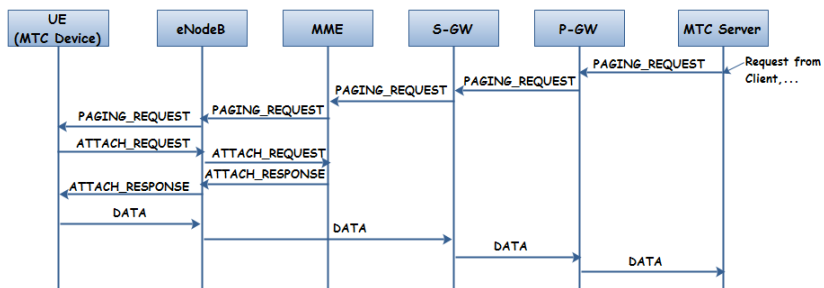 UE
(MTC Device)
eNodeB
MME
S-GW
P-GW
MTC Server
PAGING_REQUEST
Request from
Client,...
PAGING_REQUEST
PAGING_REQUEST
PAGING_REQUEST
PAGING_REQUEST
ATTACH_REQUEST
ATTACH_REQUEST
ATTACH_RESPONSE
ATTACH_RESPONSE
DATA
DATA
DATA
DATA